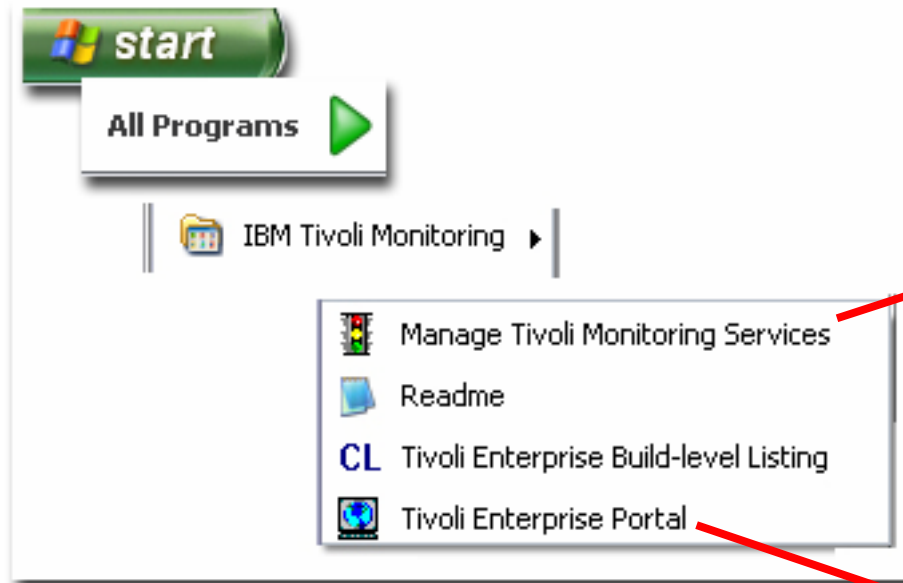 start
All Programs
IBM Tivoli Monitoring
Manage Tivoli Monitoring Services
Readme
CL Tivoli Enterprise Build-level Listing
Tivoli Enterprise Portal